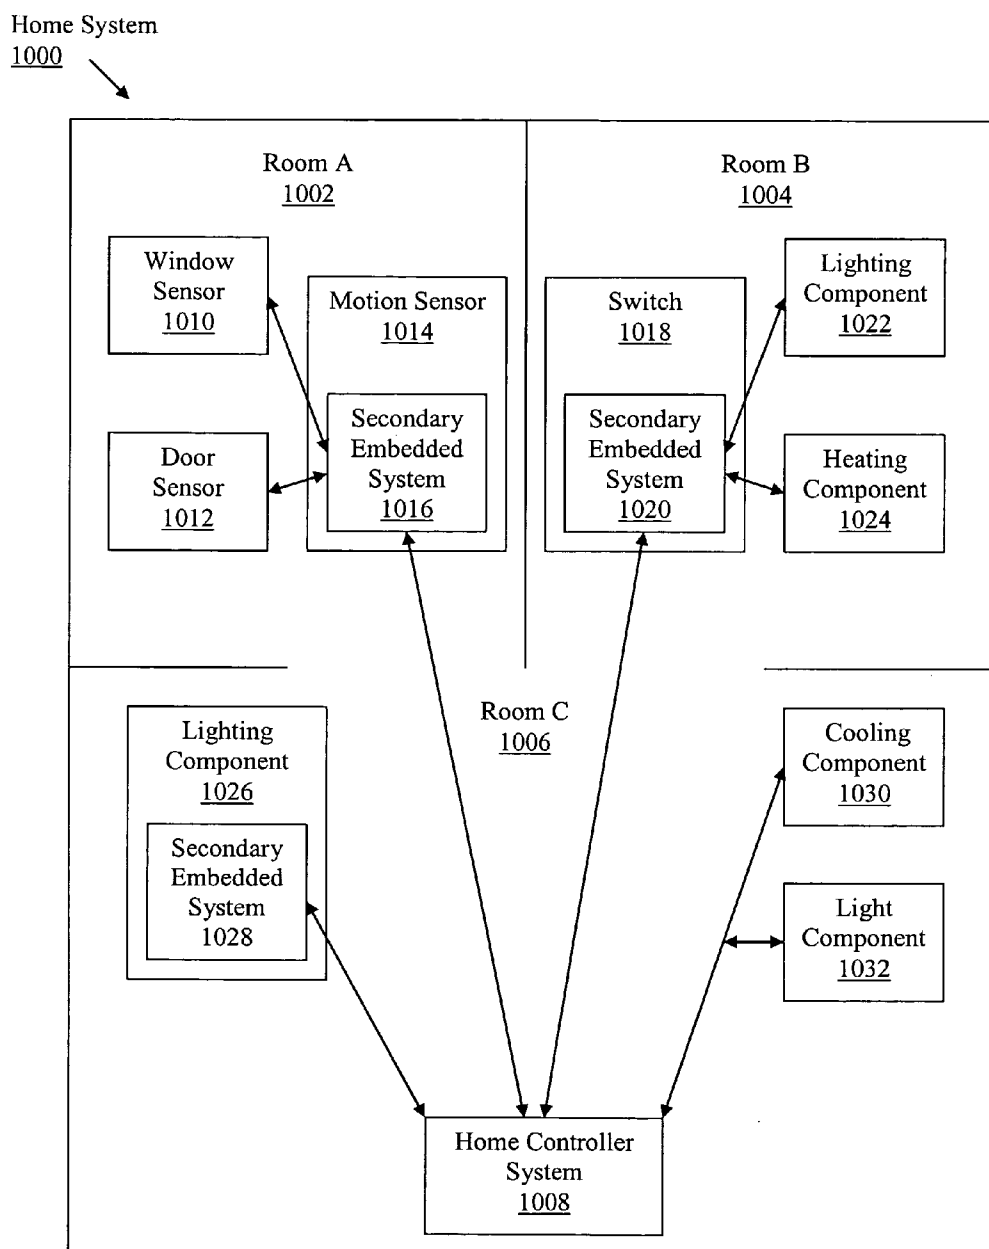 Home System
1000
Room A
1002
Room B
1004
Window
Sensor
1010
Motion Sensor
1014
Switch
1018
Lighting
Component
1022
Secondary
Embedded
System
1016
Secondary
Embedded
System
1020
Door
Sensor
1012
Heating
Component
1024
Room C
1006
Lighting
Component
1026
Secondary
Embedded
System
1028
Cooling
Component
1030
Light
Component
1032
Home Controller
System
1008